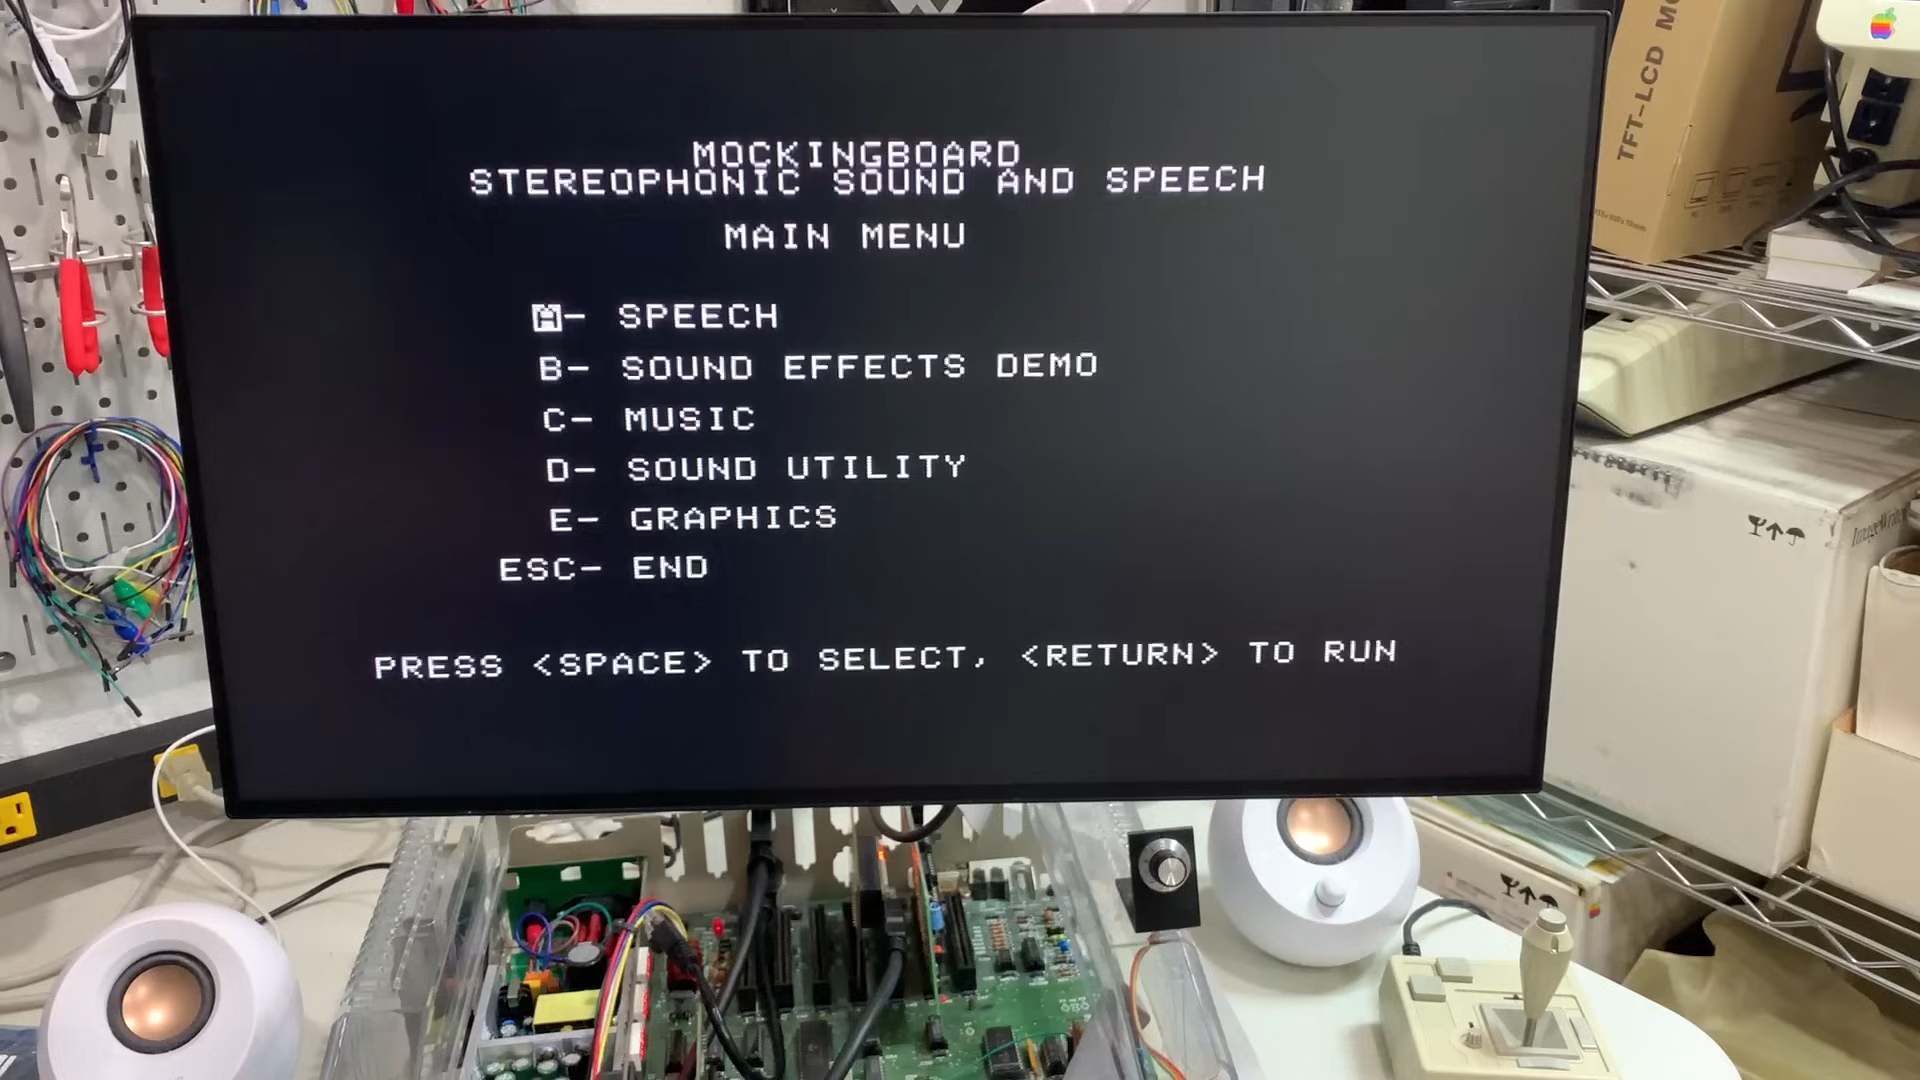 MOCKINGBOARD
STEREOPHONIC SOUND AND SPEECH
MAIN MENU
A- SPEECH
B- SOUND EFFECTS DEMO
C- MUSIC
D- SOUND UTILITY
E- GRAPHICS
ESC- END
PRESS <SPACE> TO SELECT, <RETURN> TO RUN
TFT-LCD
ImageWriter